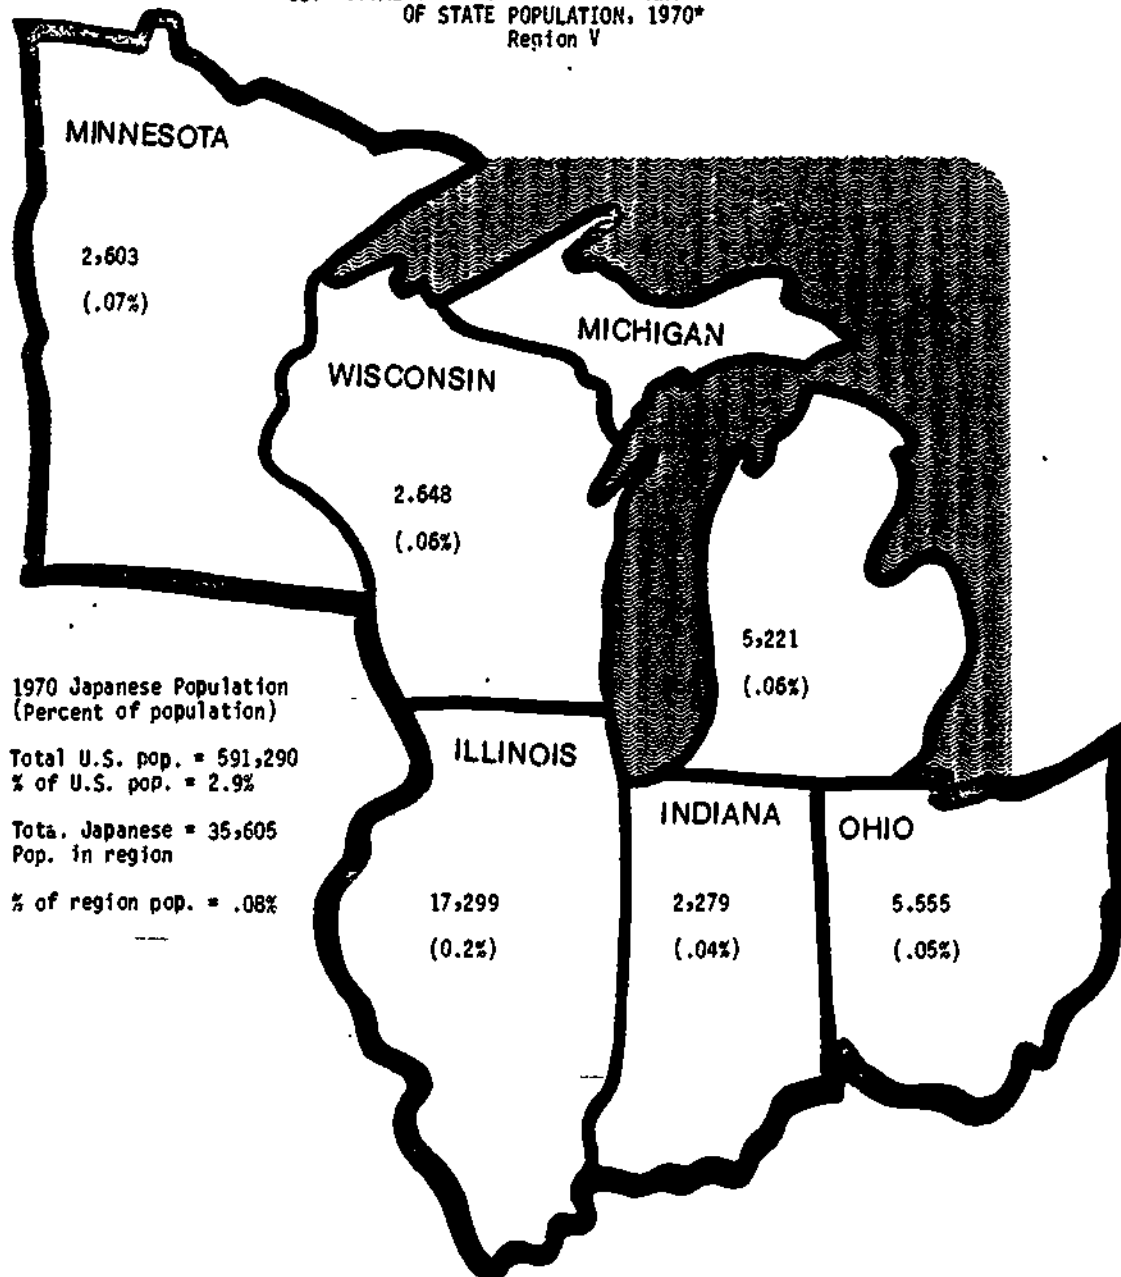 OF STATE POPULATION, 1970*
Region V
MINNESOTA
2,603
(.07%)
MICHIGAN
WISCONSIN
2.648
(.06%)
5,221
(.06%)
1970 Japanese Population
(Percent of population)
Total U.S. pop. = 591,290
% of U.S. pop. = 2.9%
Tota. Japanese = 35,605
Pop. in region
% of region pop. = .08%
ILLINOIS
INDIANA
OHIO
17,299
(0.2%)
2,279
(.04%)
5.555
(.05%)